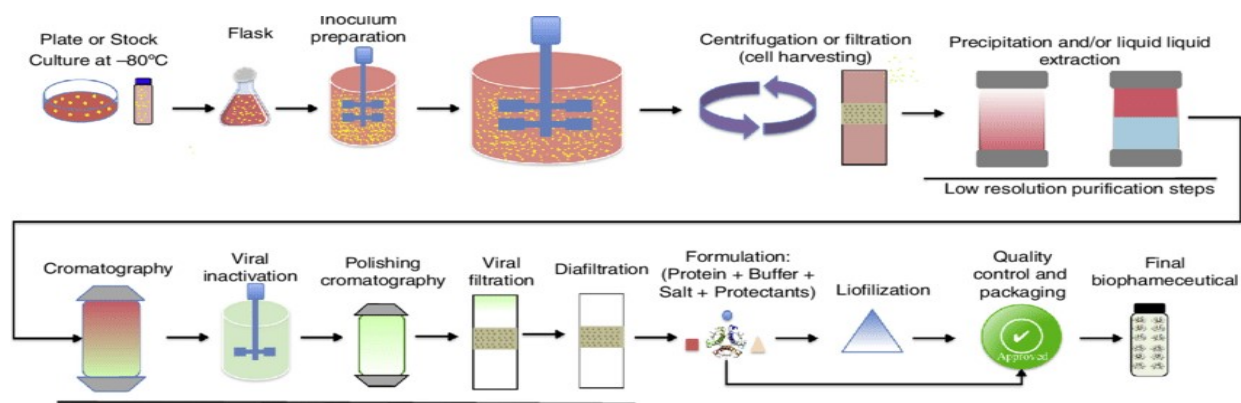 Plate or Stock
Culture at –80ºC
Flask
Inoculum
preparation
Centrifugation or filtration
(cell harvesting)
Precipitation and/or liquid liquid
extraction
Low resolution purification steps
Cromatography
Viral
inactivation
Polishing
cromatography
Viral
filtration
Diafiltration
Formulation:
(Protein + Buffer +
Salt + Protectants)
Liofilization
Quality
control and
packaging
Approved
Final
biophameceutical